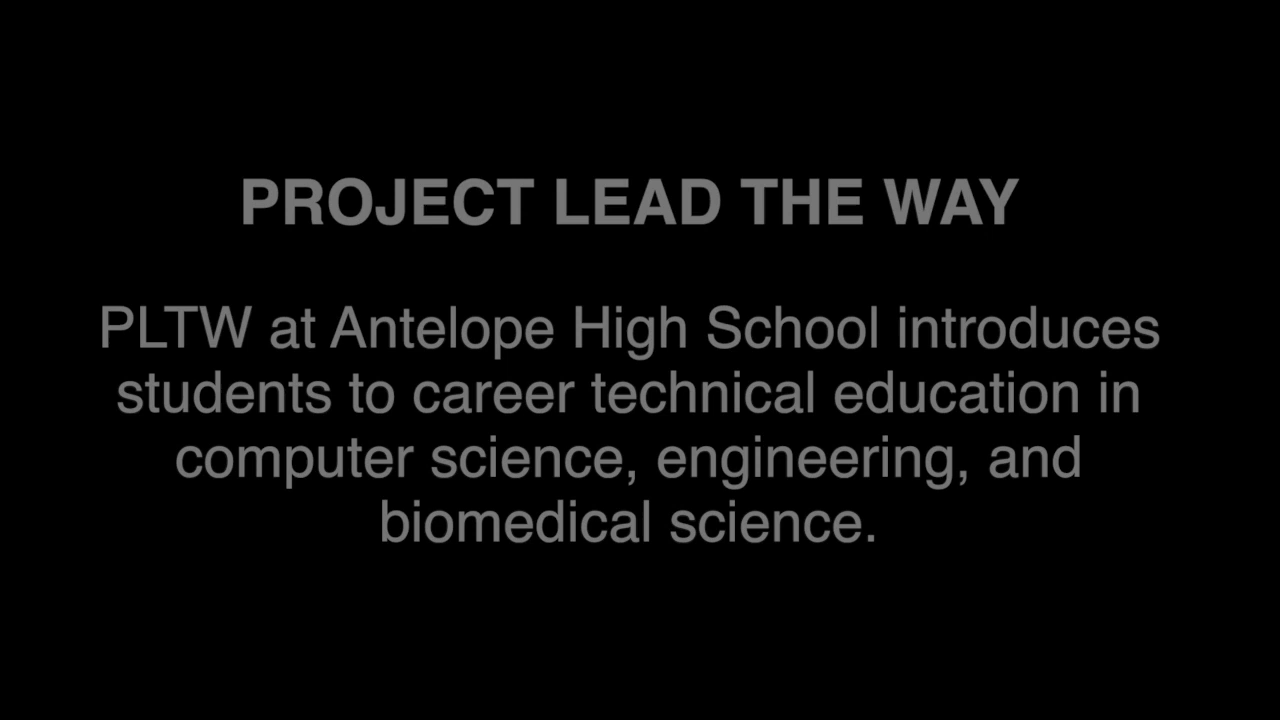 PROJECT LEAD THE WAY
PLTW at Antelope High School introduces
students to career technical education in
computer science, engineering, and
biomedical science.